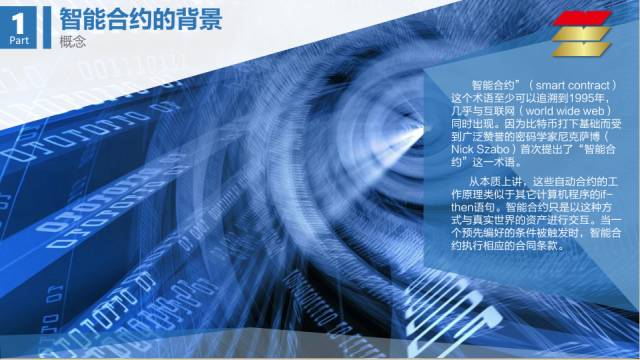 1
Part
智能合约的背景
概念
智能合约”（smart contract）
这个术语至少可以追溯到1995年，
几乎与互联网（world wide web）
同时出现。因为比特币打下基础而受
到广泛赞誉的密码学家尼克萨博（
Nick Szabo）首次提出了“智能合
约”这一术语。
从本质上讲，这些自动合约的工
作原理类似于其它计算机程序的if-
then语句。智能合约只是以这种方
式与真实世界的资产进行交互。当一
个预先编好的条件被触发时，智能合
约执行相应的合同条款。